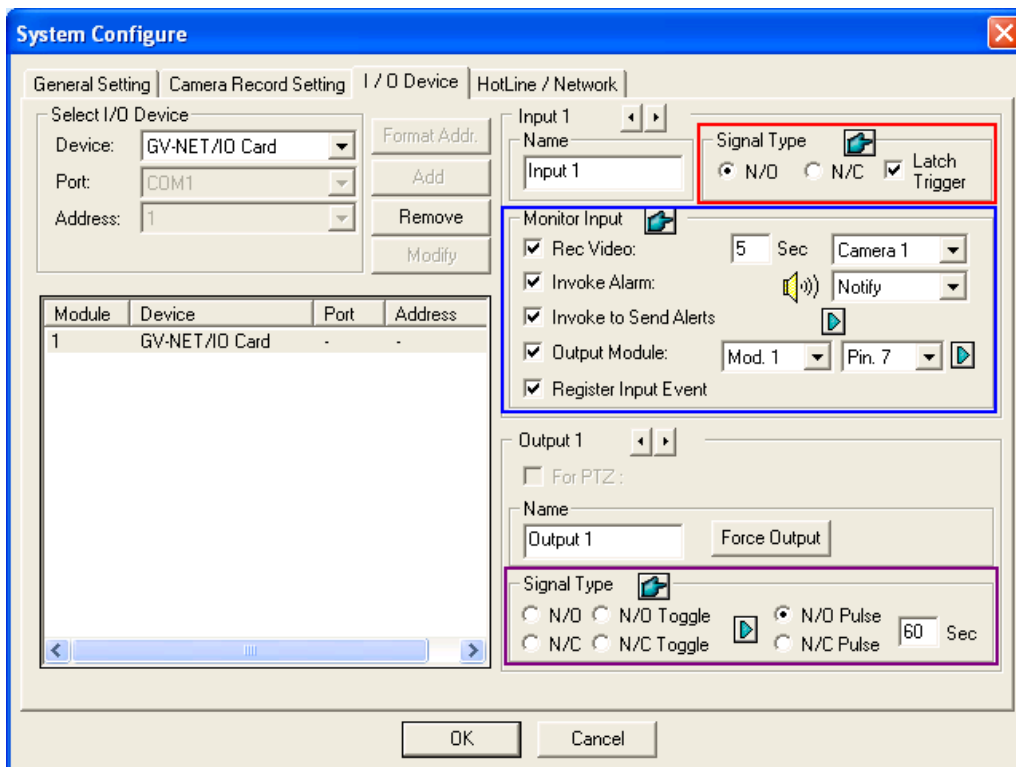 System Configure
General Setting
Camera Record Setting
I / O Device
HotLine / Network
Select I/O Device
Device:
GV-NET/IO Card
Port:
COM1
Address:
1
Format Addr.
Add
Remove
Modify
Module Device Port Address
1 GV-NET/IO Card - -
Input 1
Name
Input 1
Signal Type
N/O N/C Latch Trigger
Monitor Input
Rec Video: 5 Sec Camera 1
Invoke Alarm: Notify
Invoke to Send Alerts
Output Module: Mod. 1 Pin. 7
Register Input Event
Output 1
For PTZ :
Name
Output 1
Force Output
Signal Type
N/O N/O Toggle N/O Pulse
N/C N/C Toggle N/C Pulse
60 Sec
OK
Cancel